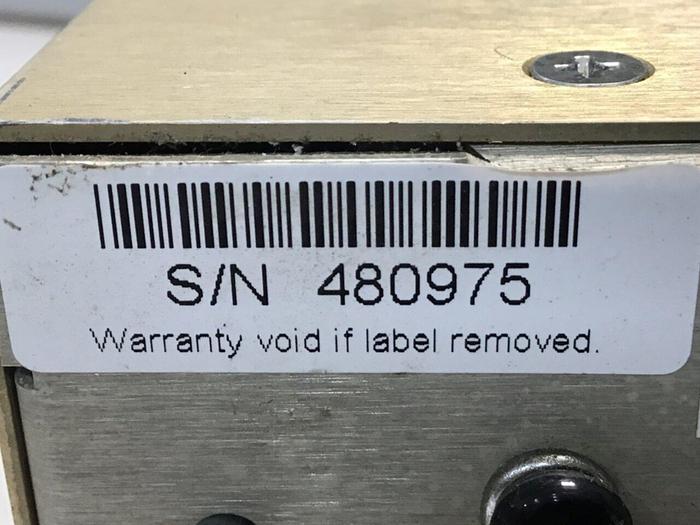 S/N 480975
Warranty void if label removed.